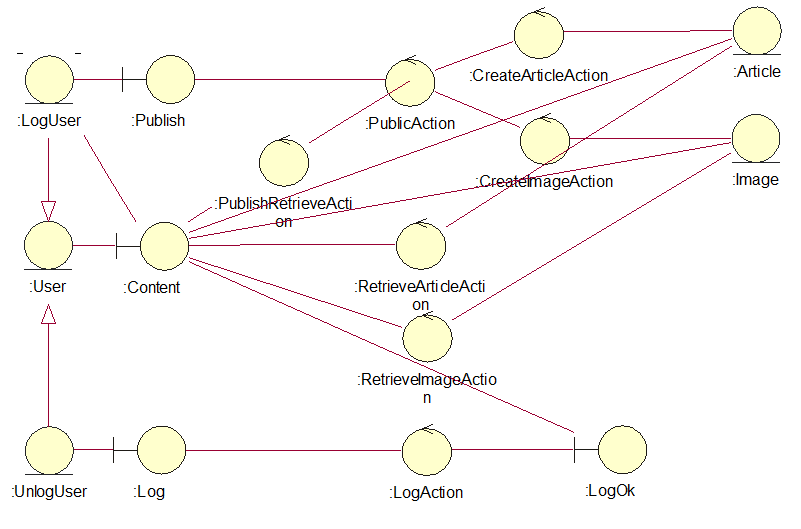 :CreateArticleAction
:Article
:LogUser
:Publish
:PublicAction
:CreateImageAction
:Image
:PublishRetrieveActi
on
:User
:Content
:RetrieveArticleActi
on
:RetrieveImageActio
n
:UnlogUser
:Log
:LogAction
:LogOk